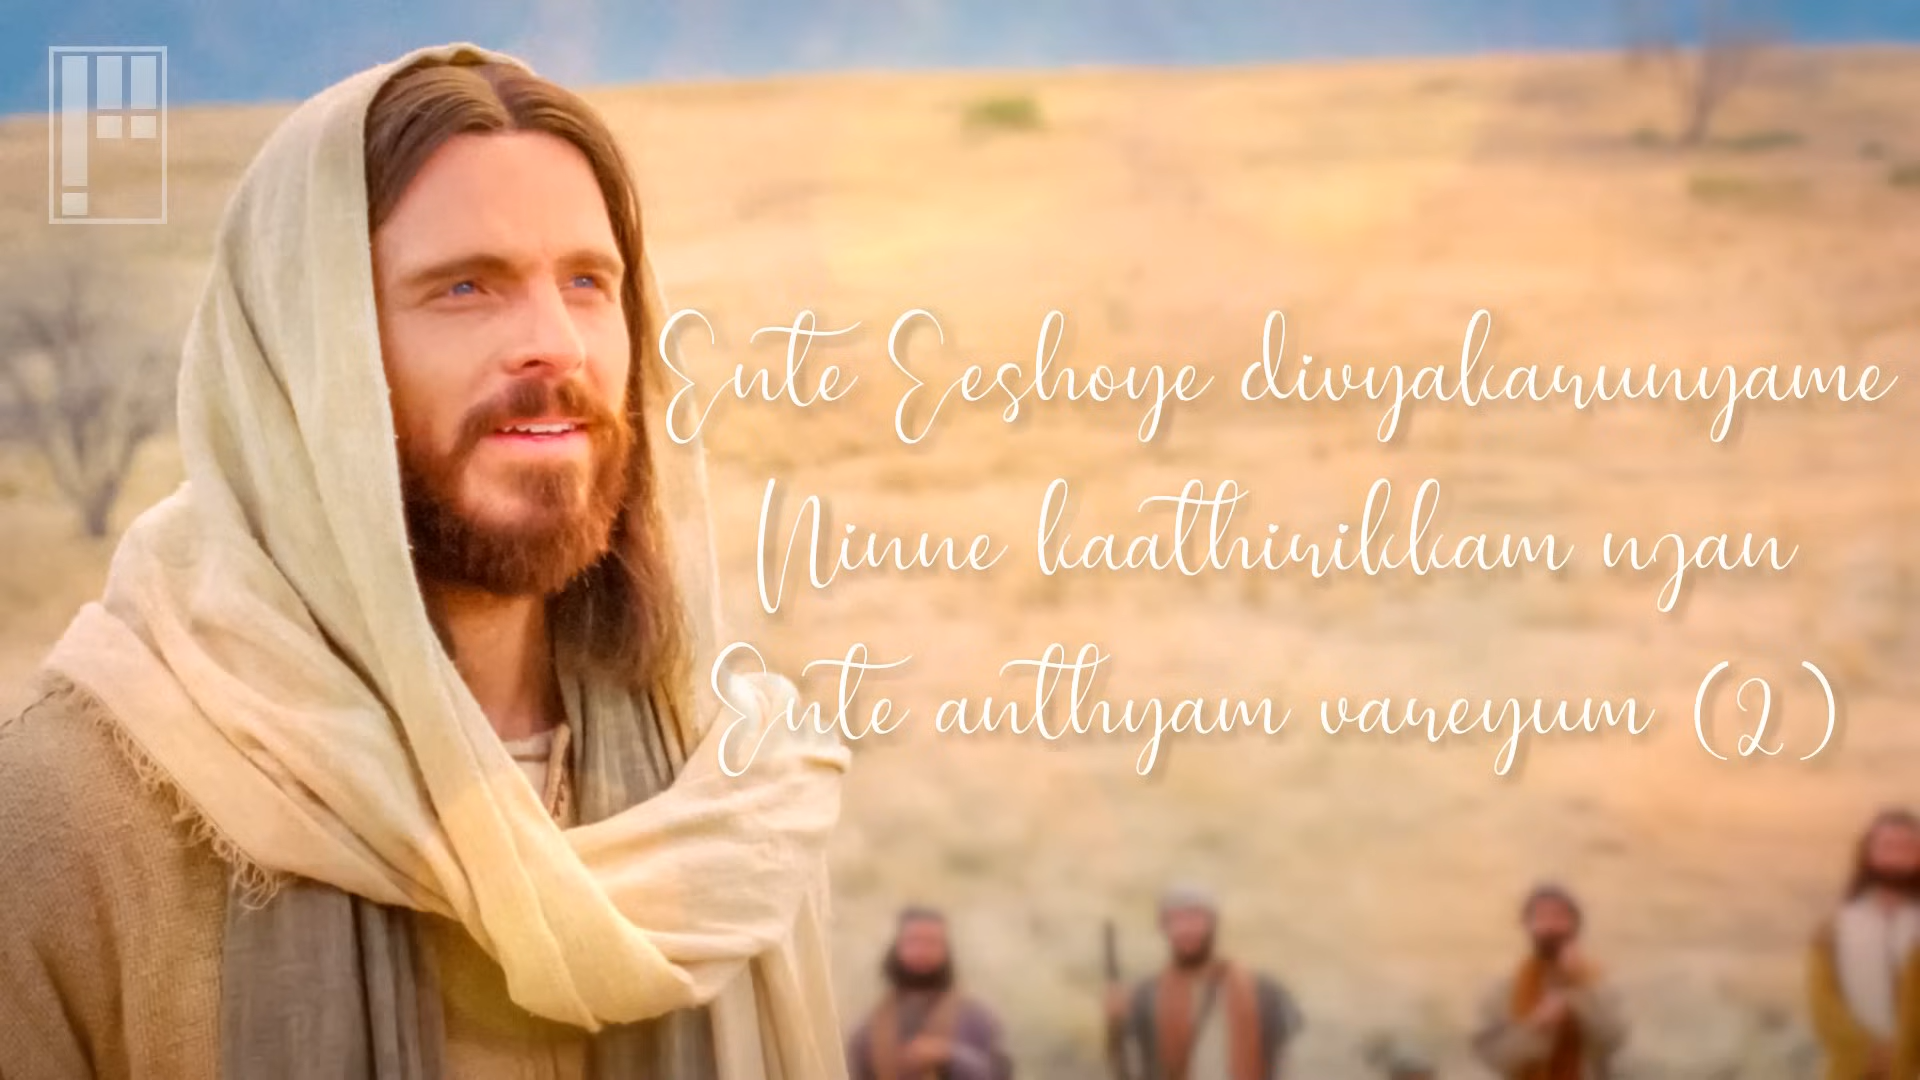 Ente Eeshoye divyakarunyame
Ninne kaathirikkam njan
Ente anthyam vareyum (2)